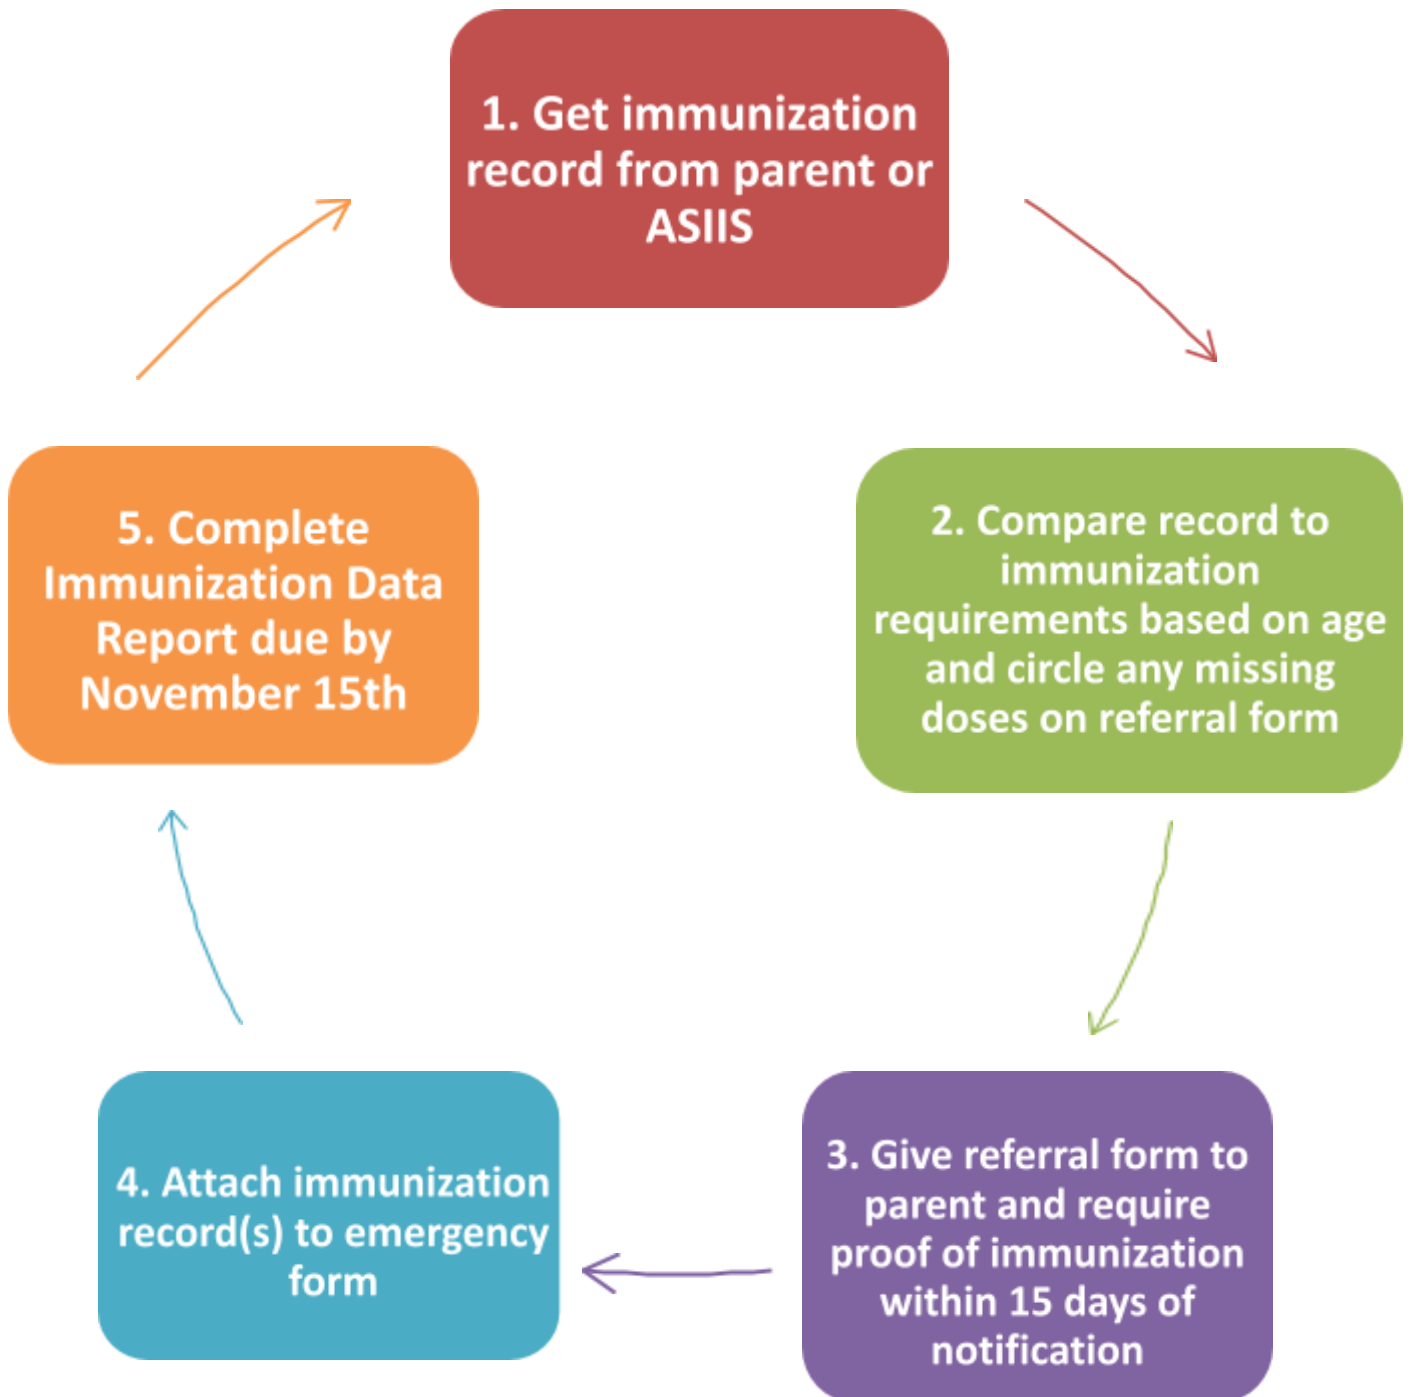 1. Get immunization
record from parent or
ASIIS
2. Compare record to
immunization
requirements based on age
and circle any missing
doses on referral form
3. Give referral form to
parent and require
proof of immunization
within 15 days of
notification
4. Attach immunization
record(s) to emergency
form
5. Complete
Immunization Data
Report due by
November 15th